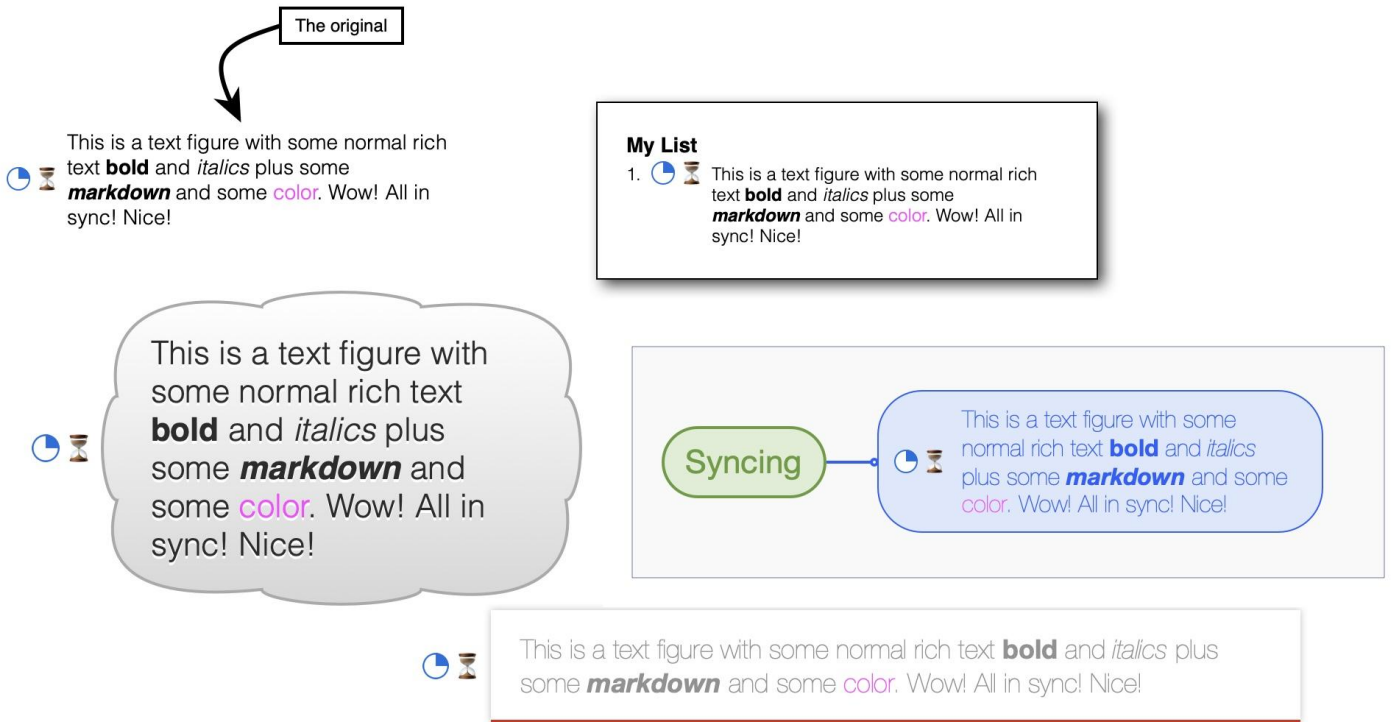 The original
This is a text figure with some normal rich
text bold and italics plus some
markdown and some color. Wow! All in
sync! Nice!
My List
1. This is a text figure with some normal rich
text bold and italics plus some
markdown and some color. Wow! All in
sync! Nice!
This is a text figure with
some normal rich text
bold and italics plus
some markdown and
some color. Wow! All in
sync! Nice!
Syncing
This is a text figure with some
normal rich text bold and italics
plus some markdown and some
color. Wow! All in sync! Nice!
This is a text figure with some normal rich text bold and italics plus
some markdown and some color. Wow! All in sync! Nice!